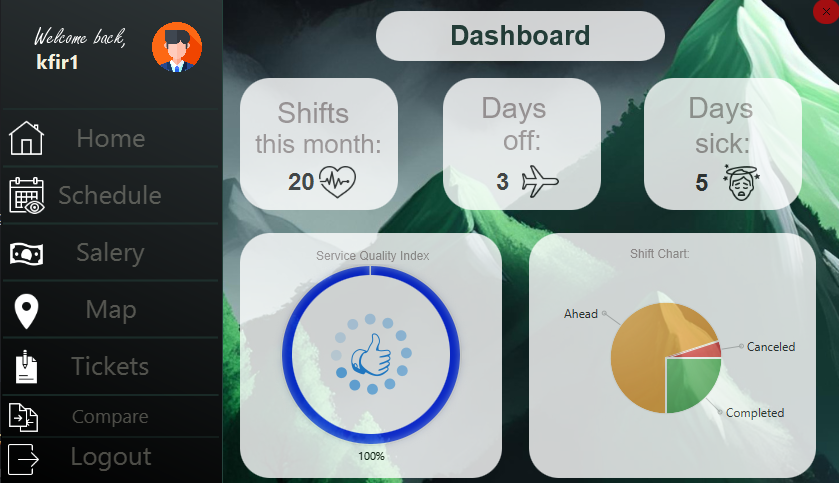 Welcome back,
kfir1
Home
Schedule
Salery
Map
Tickets
Compare
Logout
Dashboard
Shifts
this month:
20
Days
off:
3
Days
sick:
5
Service Quality Index
100%
Shift Chart:
Ahead
Canceled
Completed